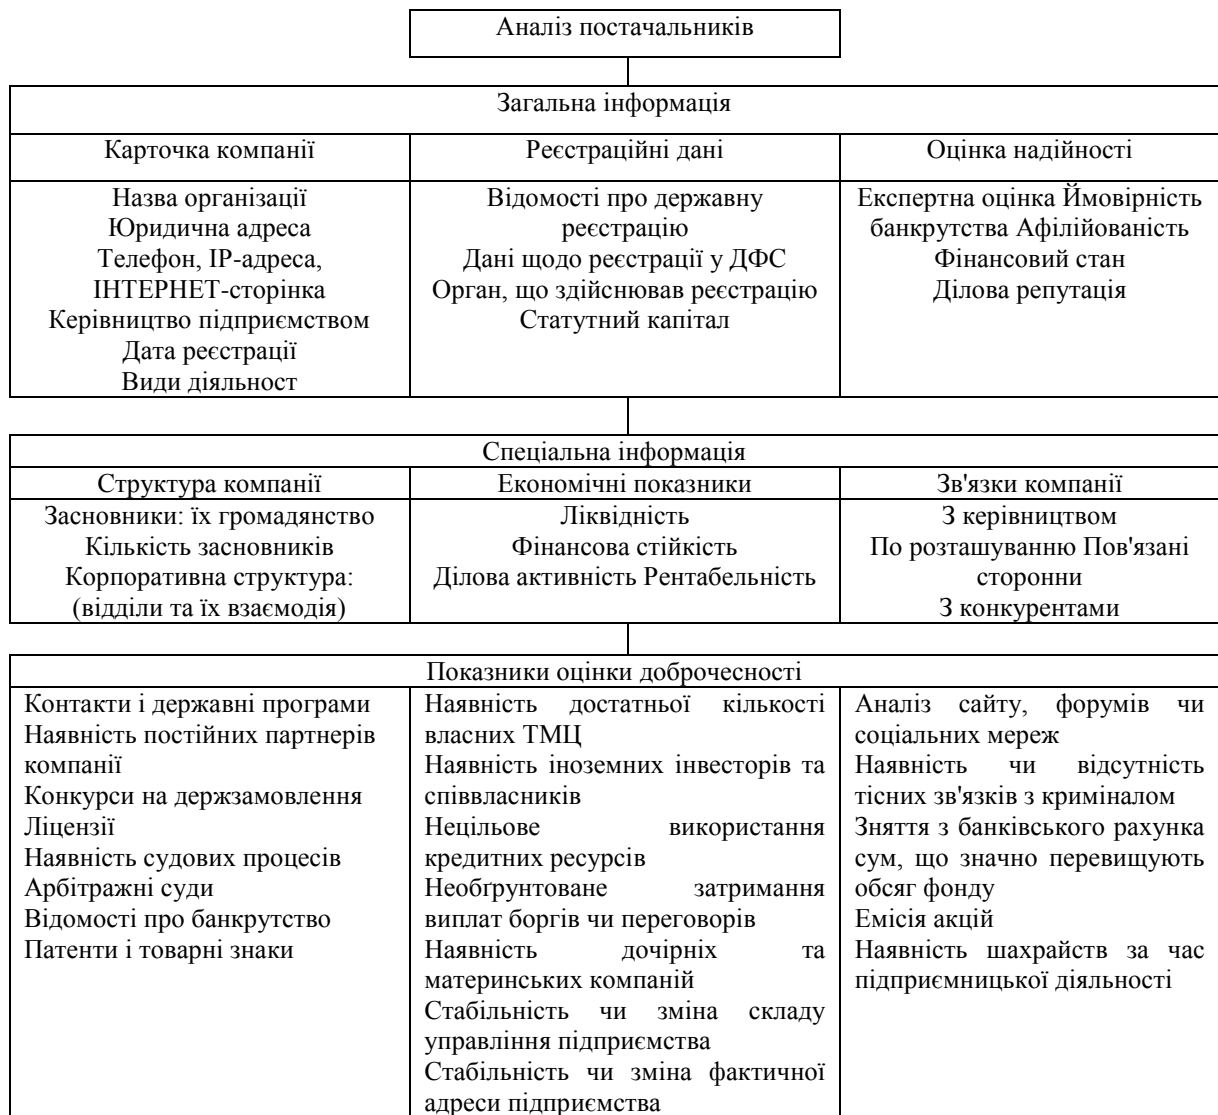 Аналіз постачальників
Загальна інформація
Карточка компанії
Назва організації
Юридична адреса
Телефон, ІР-адреса,
ІНТЕРНЕТ-сторінка
Керівництво підприємством
Дата реєстрації
Види діяльност
Реєстраційні дані
Відомості про державну
реєстрацію
Дані щодо реєстрації у ДФС
Орган, що здійснював реєстрацію
Статутний капітал
Оцінка надійності
Експертна оцінка Ймовірність
банкрутства Афілійованість
Фінансовий стан
Ділова репутація
Спеціальна інформація
Структура компанії
Засновники: їх громадянство
Кількість засновників
Корпоративна структура:
(відділи та їх взаємодія)
Економічні показники
Ліквідність
Фінансова стійкість
Ділова активність Рентабельність
Зв'язки компанії
З керівництвом
По розташуванню Пов'язані
сторонни
З конкурентами
Показники оцінки доброчесності
Контакти і державні програми
Наявність постійних партнерів
компанії
Конкурси на держзамовлення
Ліцензії
Наявність судових процесів
Арбітражні суди
Відомості про банкрутство
Патенти і товарні знаки
Наявність достатньої кількості
власних ТМЦ
Наявність іноземних інвесторів та
співвласників
Нецільове використання
кредитних ресурсів
Необґрунтоване затримання
виплат боргів чи переговорів
Наявність дочірніх та
материнських компаній
Стабільність чи зміна складу
управління підприємства
Стабільність чи зміна фактичної
адреси підприємства
Аналіз сайту, форумів чи
соціальних мереж
Наявність чи відсутність
тісних зв'язків з криміналом
Зняття з банківського рахунка
сум, що значно перевищують
обсяг фонду
Емісія акцій
Наявність шахрайств за час
підприємницької діяльності